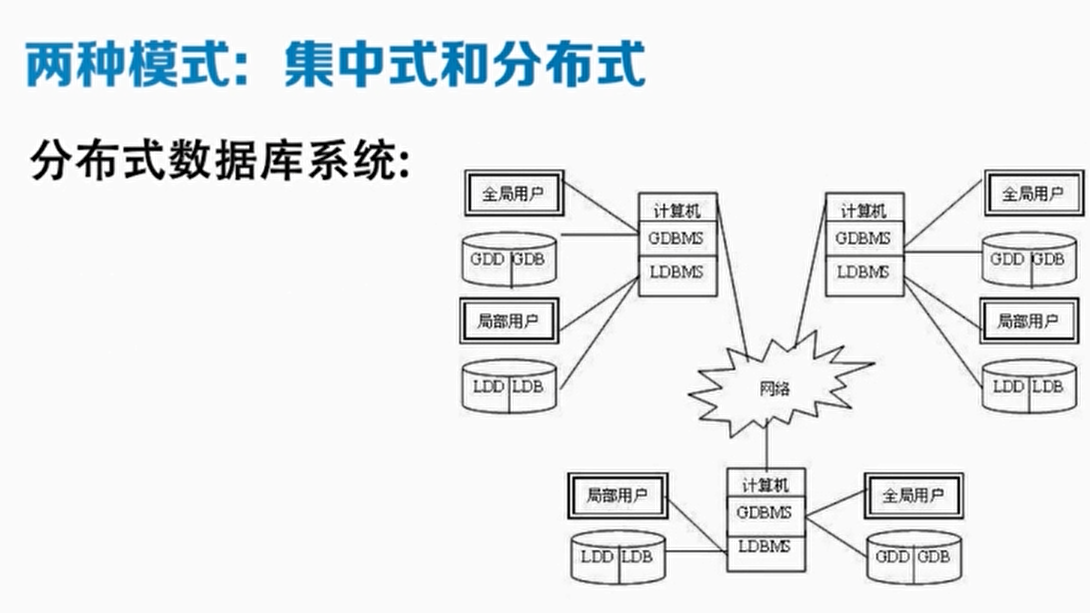 两种模式：集中式和分布式
分布式数据库系统:
全局用户
GDD GDB
局部用户
LDD LDB
计算机
GDBMS
LDBMS
计算机
GDBMS
LDBMS
全局用户
GDD GDB
局部用户
LDD LDB
网络
局部用户
LDD LDB
计算机
GDBMS
LDBMS
全局用户
GDD GDB